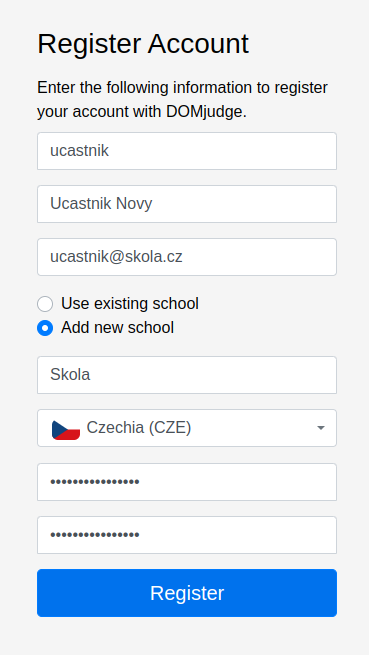 Register Account
Enter the following information to register
your account with DOMjudge.
ucastnik
Ucastnik Novy
ucastnik@skola.cz
Use existing school
Add new school
Skola
Czechia (CZE)
••••••••••••••••
••••••••••••••••
Register